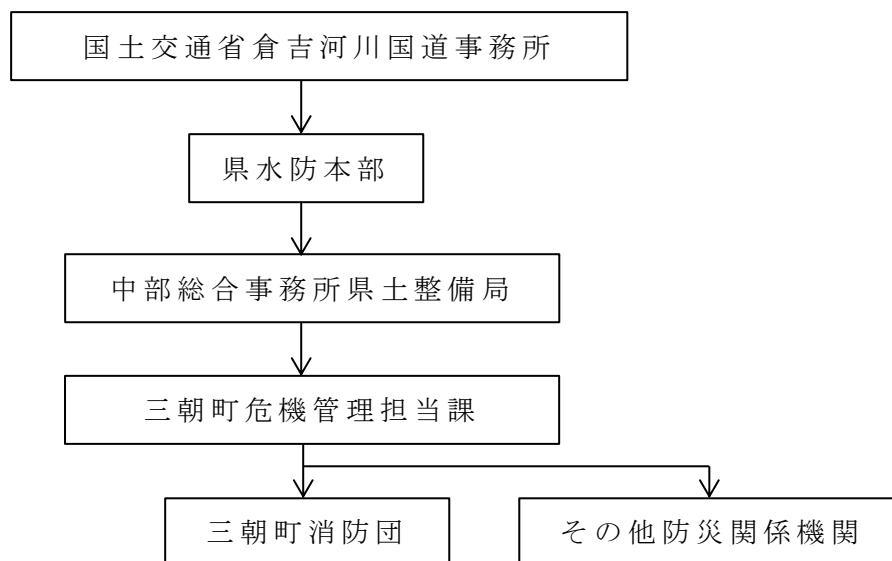 国土交通省倉吉河川国道事務所
県水防本部
中部総合事務所県土整備局
三朝町危機管理担当課
三朝町消防団
その他防災関係機関